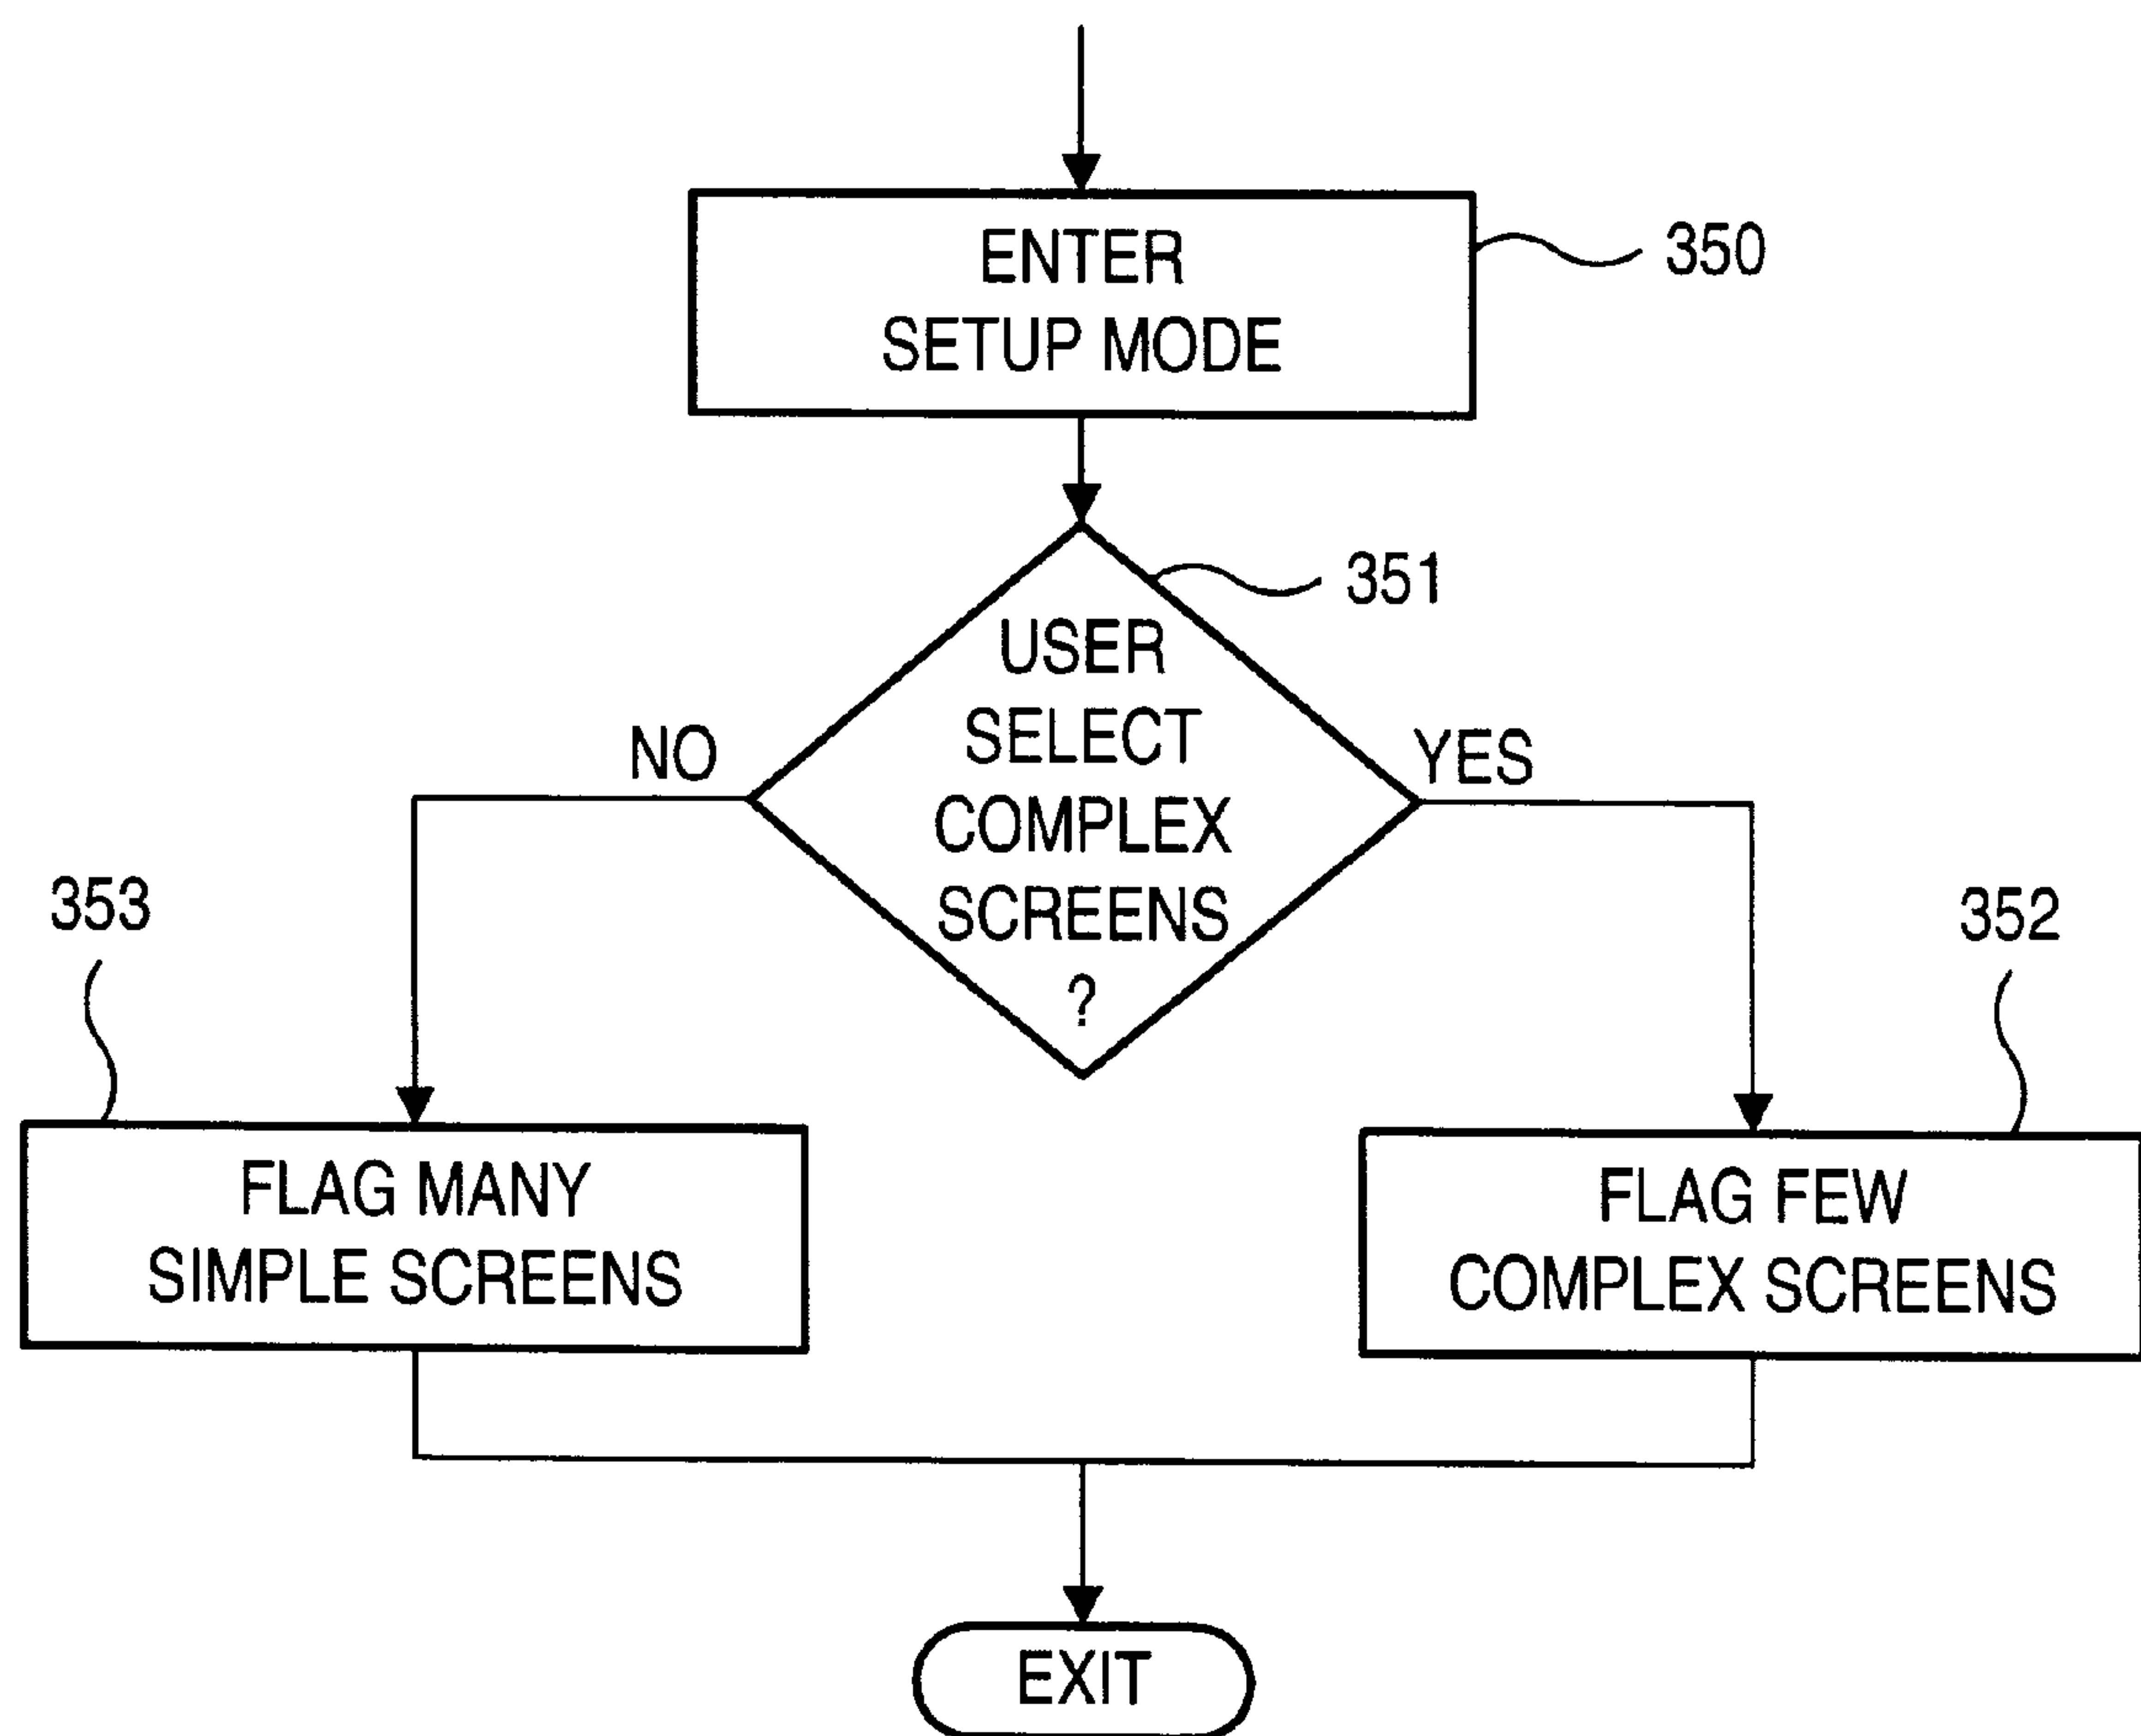 ENTER
SETUP MODE
350
351
USER
SELECT
COMPLEX
SCREENS
?
NO
YES
353
352
FLAG MANY
SIMPLE SCREENS
FLAG FEW
COMPLEX SCREENS
EXIT